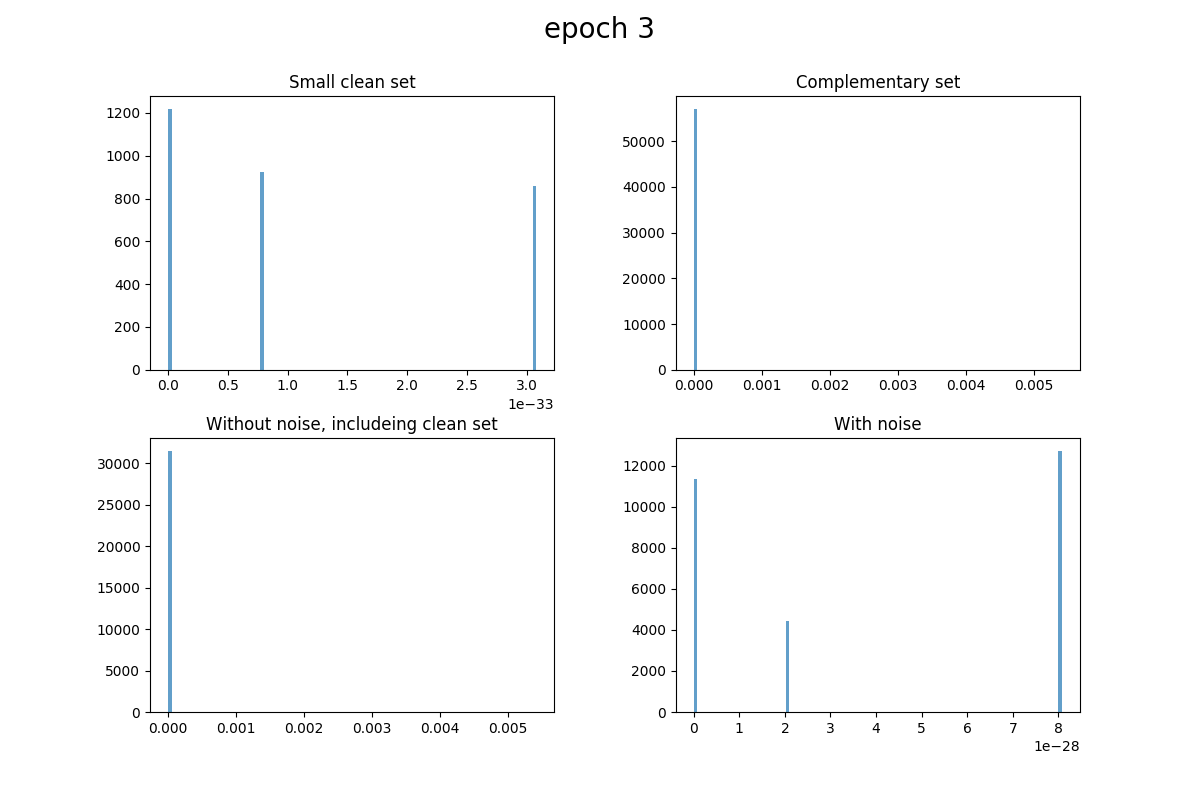 epoch 3
Small clean set
1200
1000
800
600
400
200
0
0.0 0.5 1.0 1.5 2.0 2.5 3.0
1e−33
Complementary set
50000
40000
30000
20000
10000
0
0.000 0.001 0.002 0.003 0.004 0.005
Without noise, includeing clean set
30000
25000
20000
15000
10000
5000
0
0.000 0.001 0.002 0.003 0.004 0.005
With noise
12000
10000
8000
6000
4000
2000
0
0 1 2 3 4 5 6 7 8
1e−28